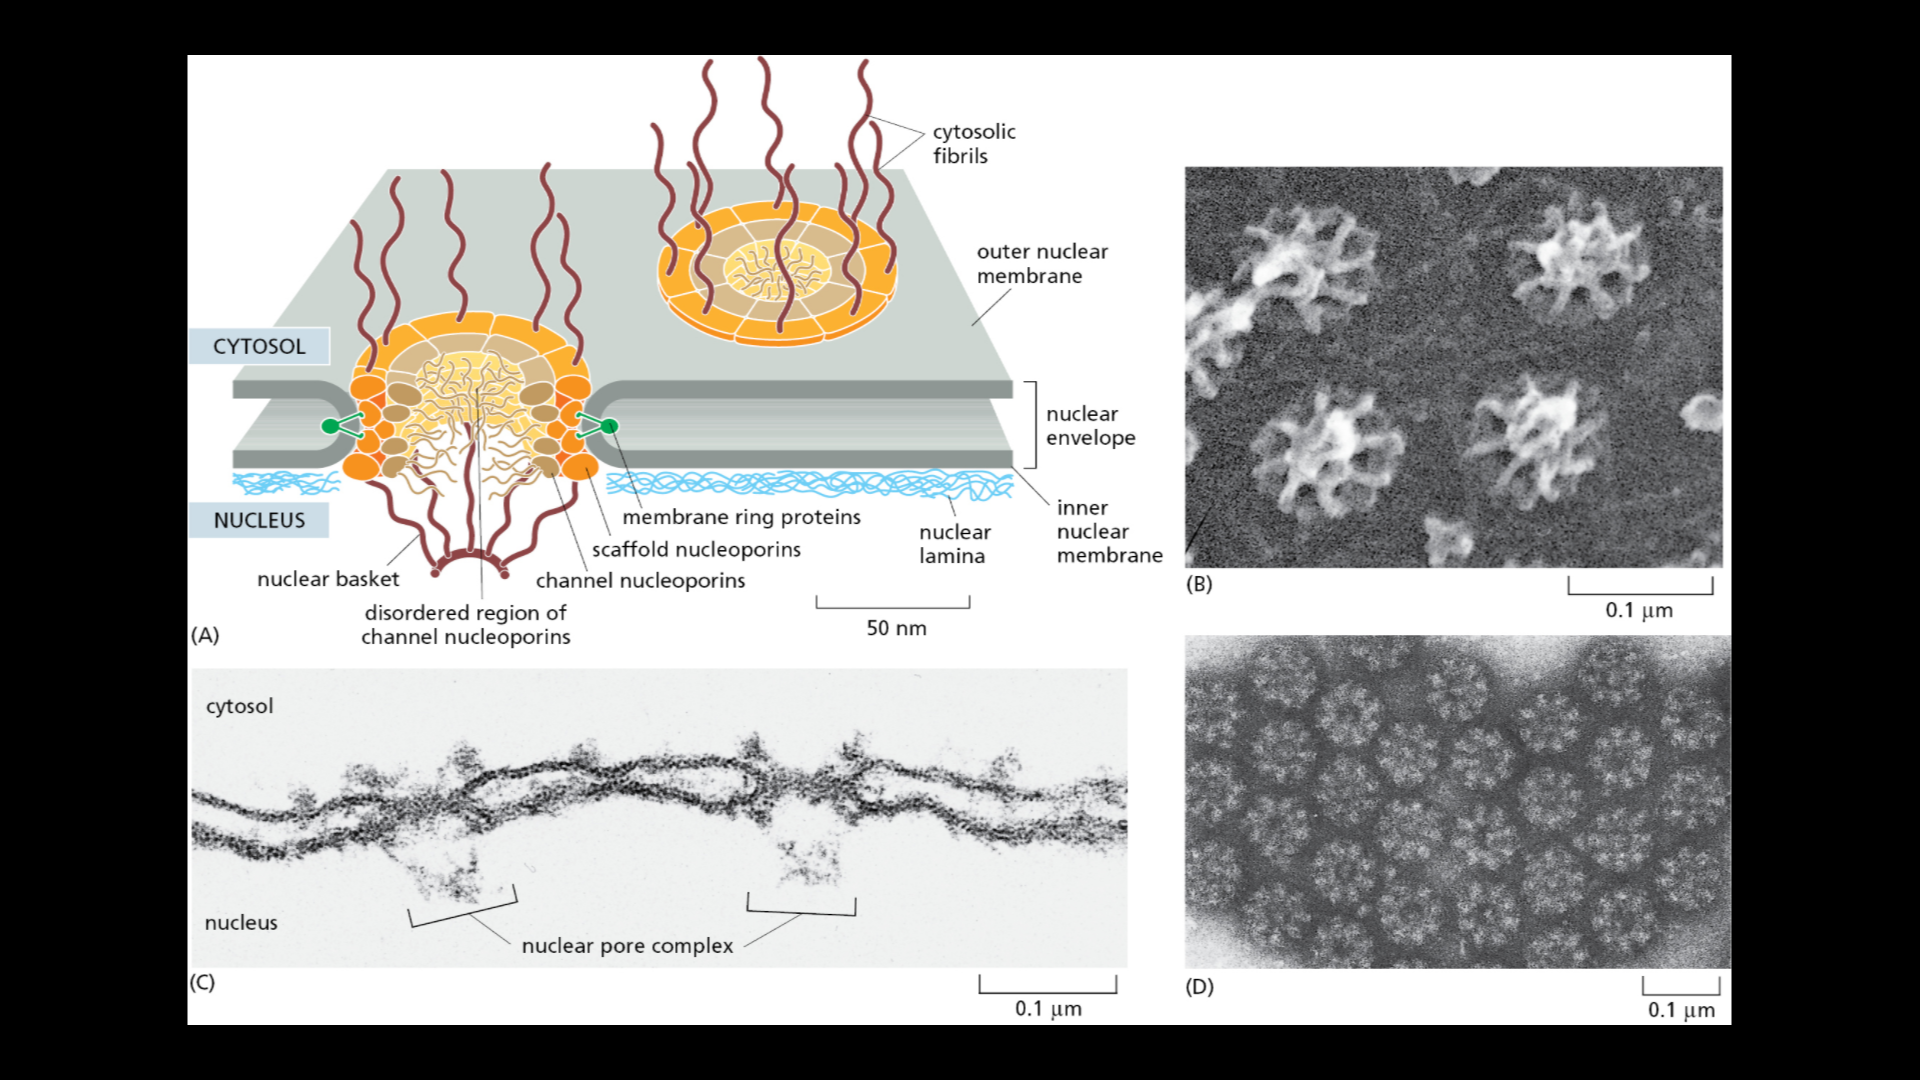 cytosolic
fibrils
outer nuclear
membrane
CYTOSOL
nuclear
envelope
NUCLEUS
membrane ring proteins
scaffold nucleoporins
channel nucleoporins
nuclear basket
disordered region of
channel nucleoporins
nuclear
lamina
inner
nuclear
membrane
50 nm
(A)
(B)
0.1 µm
cytosol
nucleus
nuclear pore complex
(C)
0.1 µm
(D)
0.1 µm